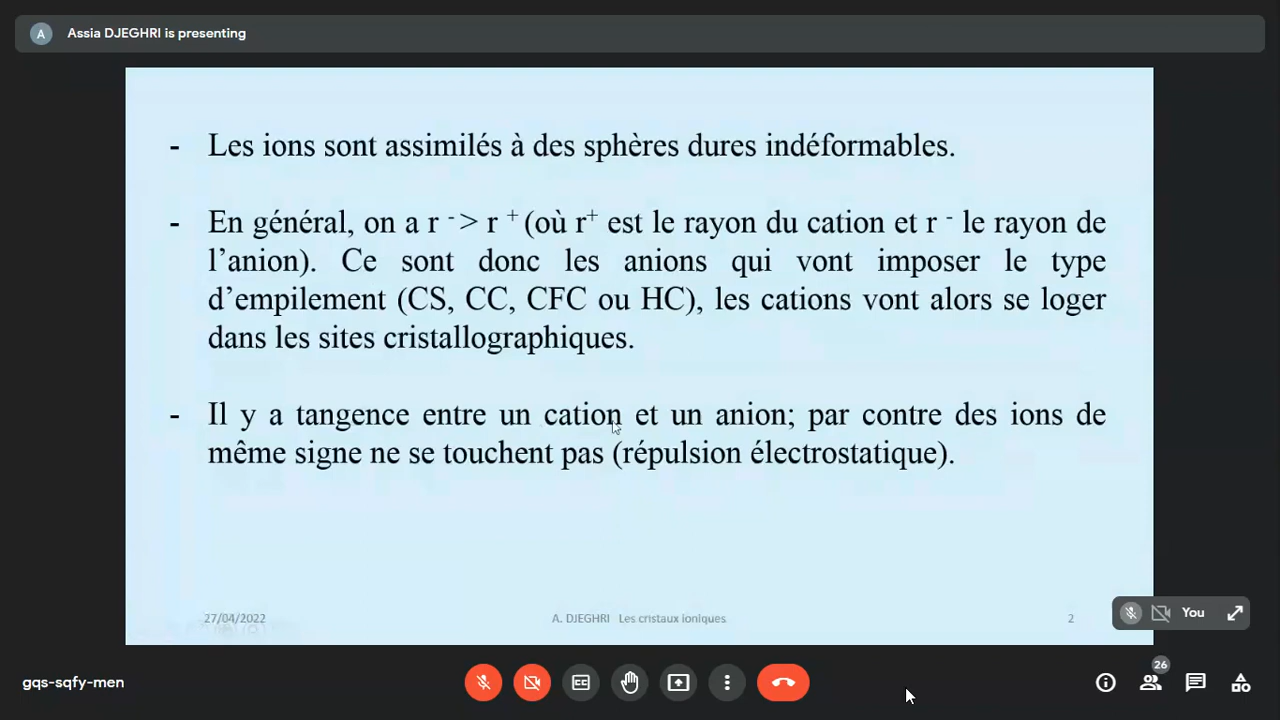 A Assia DJEGHRI is presenting
- Les ions sont assimilés à des sphères dures indéformables.
- En général, on a r ⁻ > r ⁺ (où r⁺ est le rayon du cation et r ⁻ le rayon de
l’anion). Ce sont donc les anions qui vont imposer le type
d’empilement (CS, CC, CFC ou HC), les cations vont alors se loger
dans les sites cristallographiques.
- Il y a tangence entre un cation et un anion; par contre des ions de
même signe ne se touchent pas (répulsion électrostatique).
27/04/2022 A. DJEGHRI Les cristaux ioniques 2
You
gqs-sqfy-men
CC
26